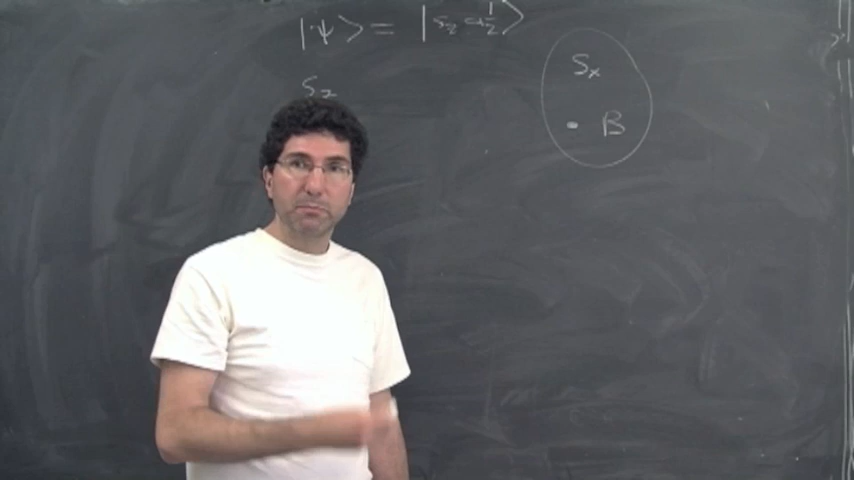 |ψ> = |S_z = ½>
S_z
S_x
B